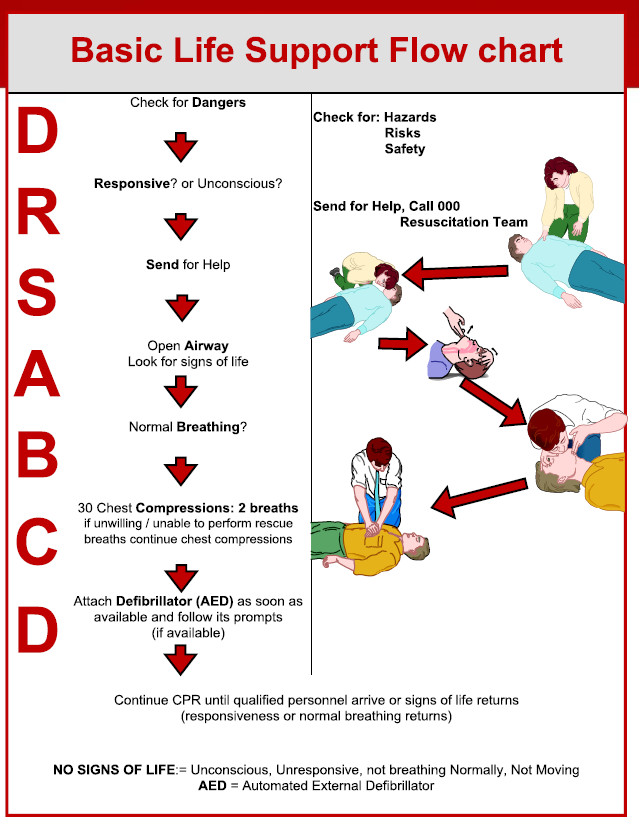 Basic Life Support Flow chart
D
Check for Dangers
R
Responsive? or Unconscious?
S
Send for Help
A
Open Airway
Look for signs of life
B
Normal Breathing?
C
30 Chest Compressions: 2 breaths
if unwilling / unable to perform rescue
breaths continue chest compressions
D
Attach Defibrillator (AED) as soon as
available and follow its prompts
(if available)
Check for: Hazards
Risks
Safety
Send for Help, Call 000
Resuscitation Team
Continue CPR until qualified personnel arrive or signs of life returns
(responsiveness or normal breathing returns)
NO SIGNS OF LIFE:= Unconscious, Unresponsive, not breathing Normally, Not Moving
AED = Automated External Defibrillator